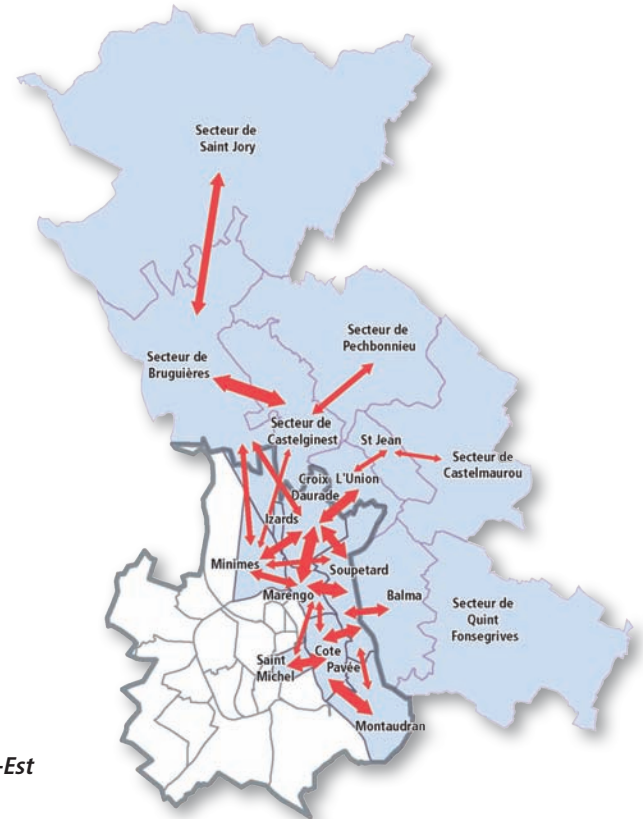 Secteur de
Saint Jory
Secteur de
Pechbonnieu
Secteur de
Bruguières
Secteur de
Castelginest
St Jean
Secteur de
Castelmaurou
Croix
Daurade
L'Union
Izards
Minimes
Soupetard
Marengo
Balma
Secteur de
Quint
Fonsegrives
Cote
Pavée
Saint
Michel
Montaudran
-Est